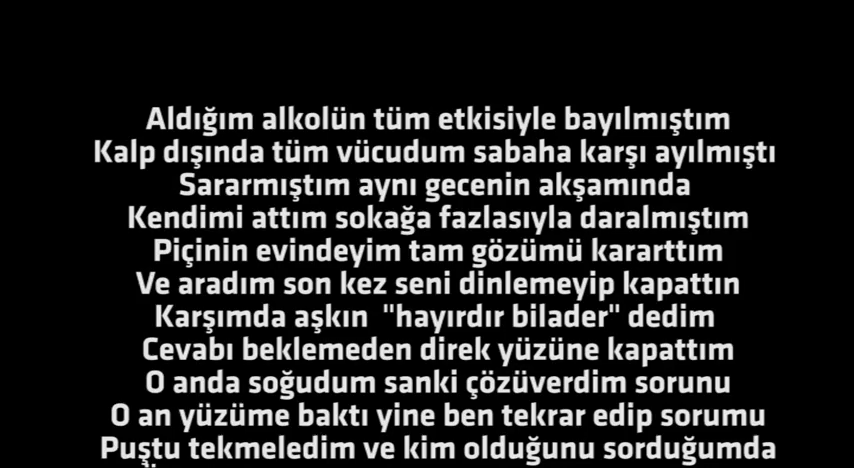 Aldığım alkolün tüm etkisiyle bayılmıştım
Kalp dışında tüm vücudum sabaha karşı ayılmıştı
Sararmıştım aynı gecenin akşamında
Kendimi attım sokağa fazlasıyla daralmıştım
Piçinin evindeyim tam gözümü kararttım
Ve aradım son kez seni dinlemeyip kapattın
Karşımda aşkın "hayırdır bilader" dedim
Cevabı beklemeden direk yüzüne kapattım
O anda soğudum sanki çözüverdim sorunu
O an yüzüme baktı yine ben tekrar edip sorumu
Puştu tekmeledim ve kim olduğunu sorduğumda